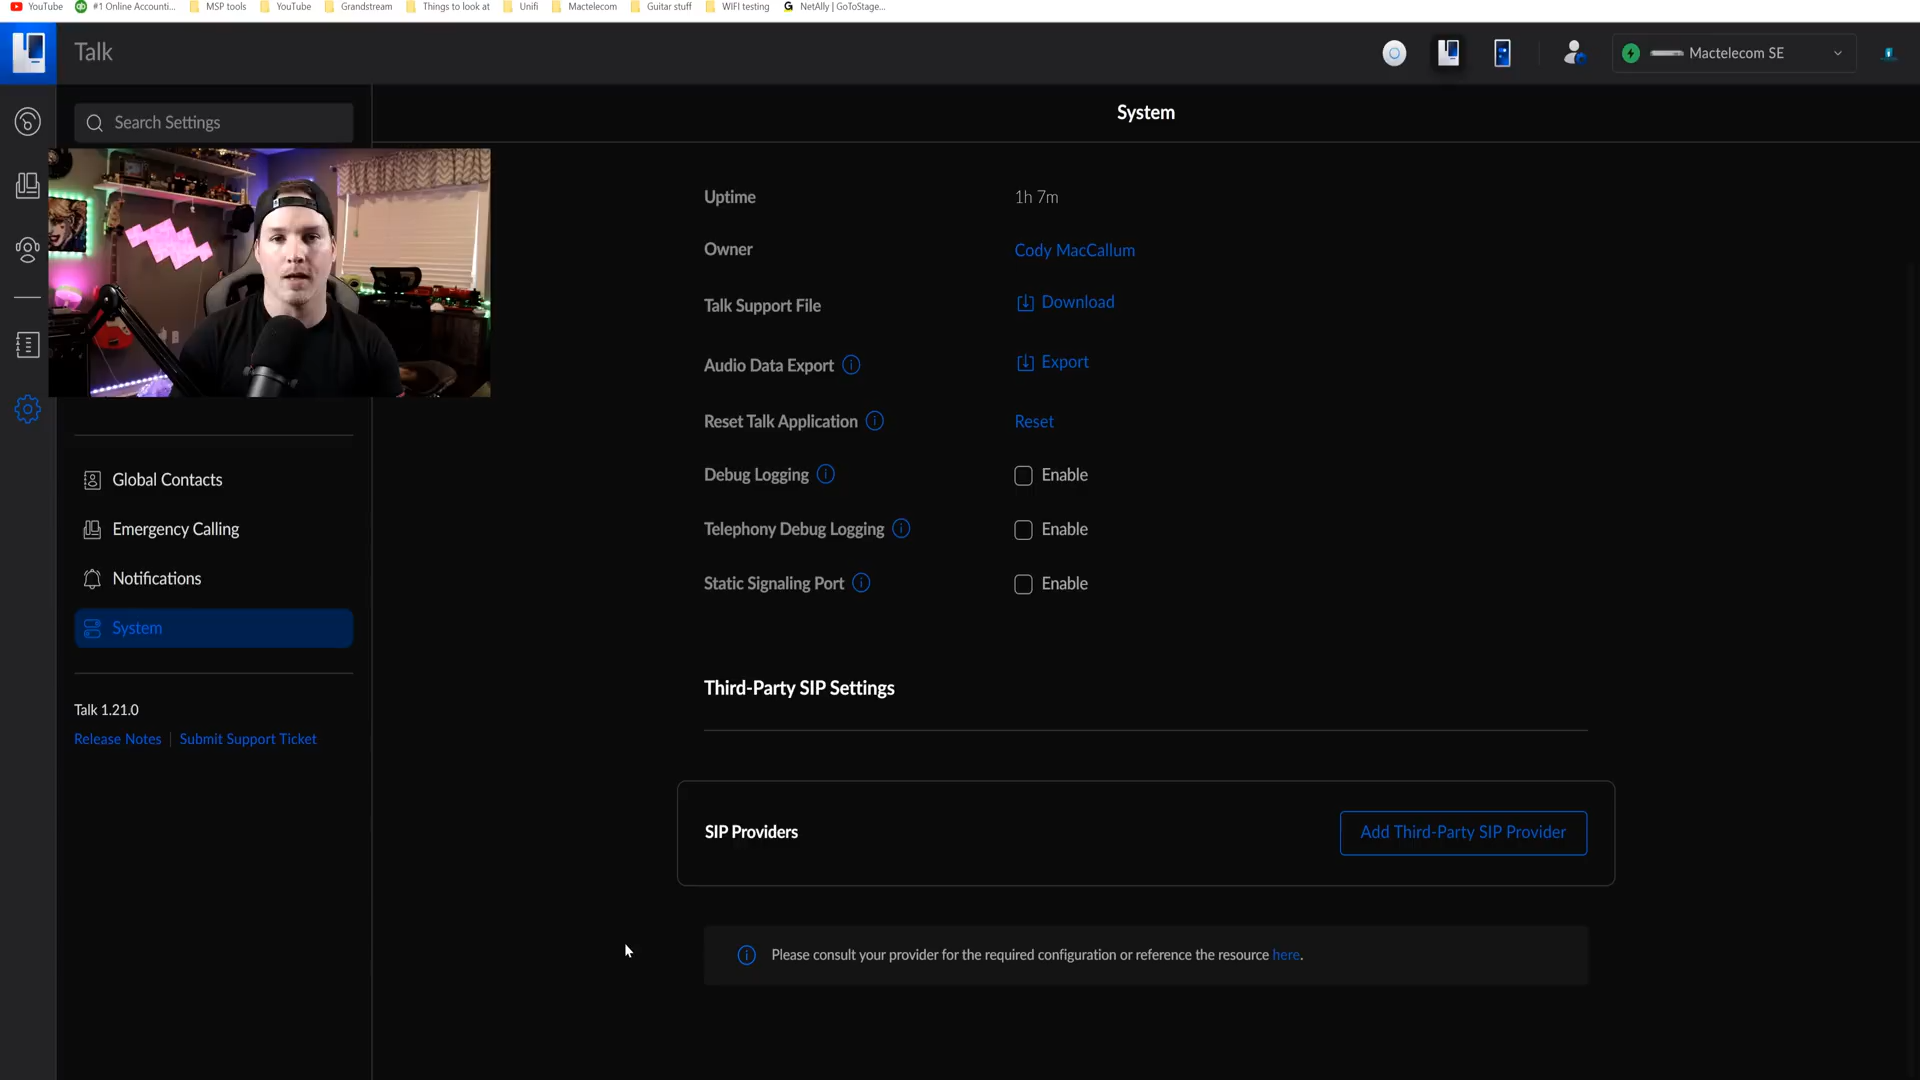 YouTube #1 Online Accounti... MSP tools YouTube Grandstream Things to look at Unifi Mactelecom Guitar stuff WIFI testing G NetAlly | GoToStage...
Talk
Mactelecom SE
Search Settings
System
Uptime 1h 7m
Owner Cody MacCallum
Talk Support File Download
Audio Data Export Export
Reset Talk Application Reset
Debug Logging Enable
Telephony Debug Logging Enable
Static Signaling Port Enable
Global Contacts
Emergency Calling
Notifications
System
Talk 1.21.0
Release Notes | Submit Support Ticket
Third-Party SIP Settings
SIP Providers
Add Third-Party SIP Provider
Please consult your provider for the required configuration or reference the resource here.